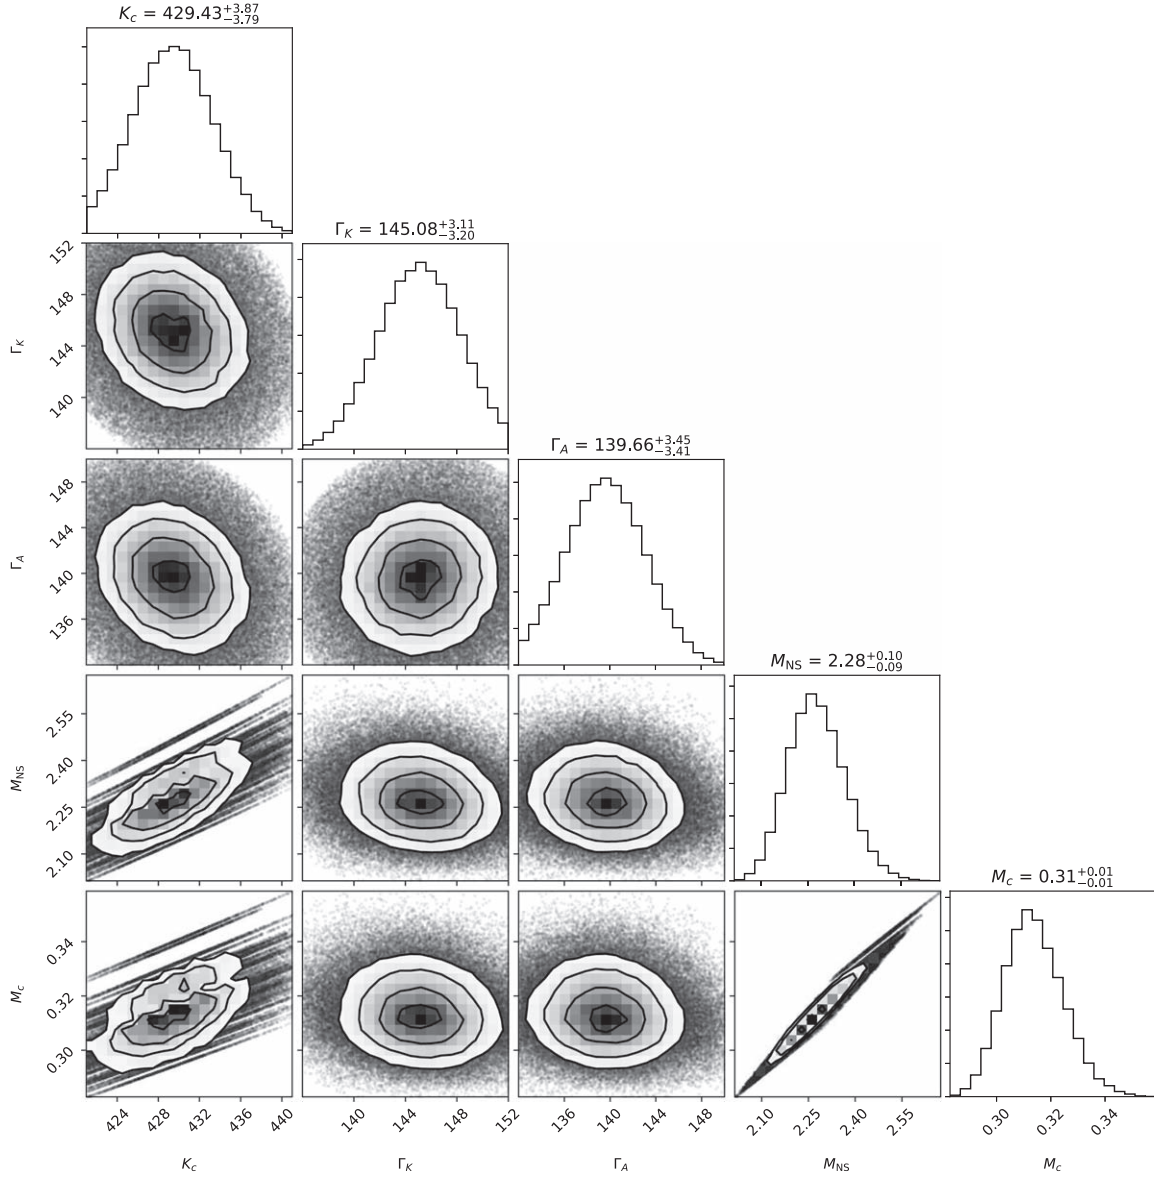 K_c = 429.43^{+3.87}_{-3.79}
Γ_K = 145.08^{+3.11}_{-3.20}
152
148
144
140
Γ_K
Γ_A = 139.66^{+3.45}_{-3.41}
148
144
140
136
Γ_A
M_NS = 2.28^{+0.10}_{-0.09}
2.55
2.40
2.25
2.10
M_NS
M_c = 0.31^{+0.01}_{-0.01}
0.34
0.32
0.30
M_c
424 428 432 436 440 140 144 148 152 136 140 144 148 2.10 2.25 2.40 2.55 0.30 0.32 0.34
K_c Γ_K Γ_A M_NS M_c